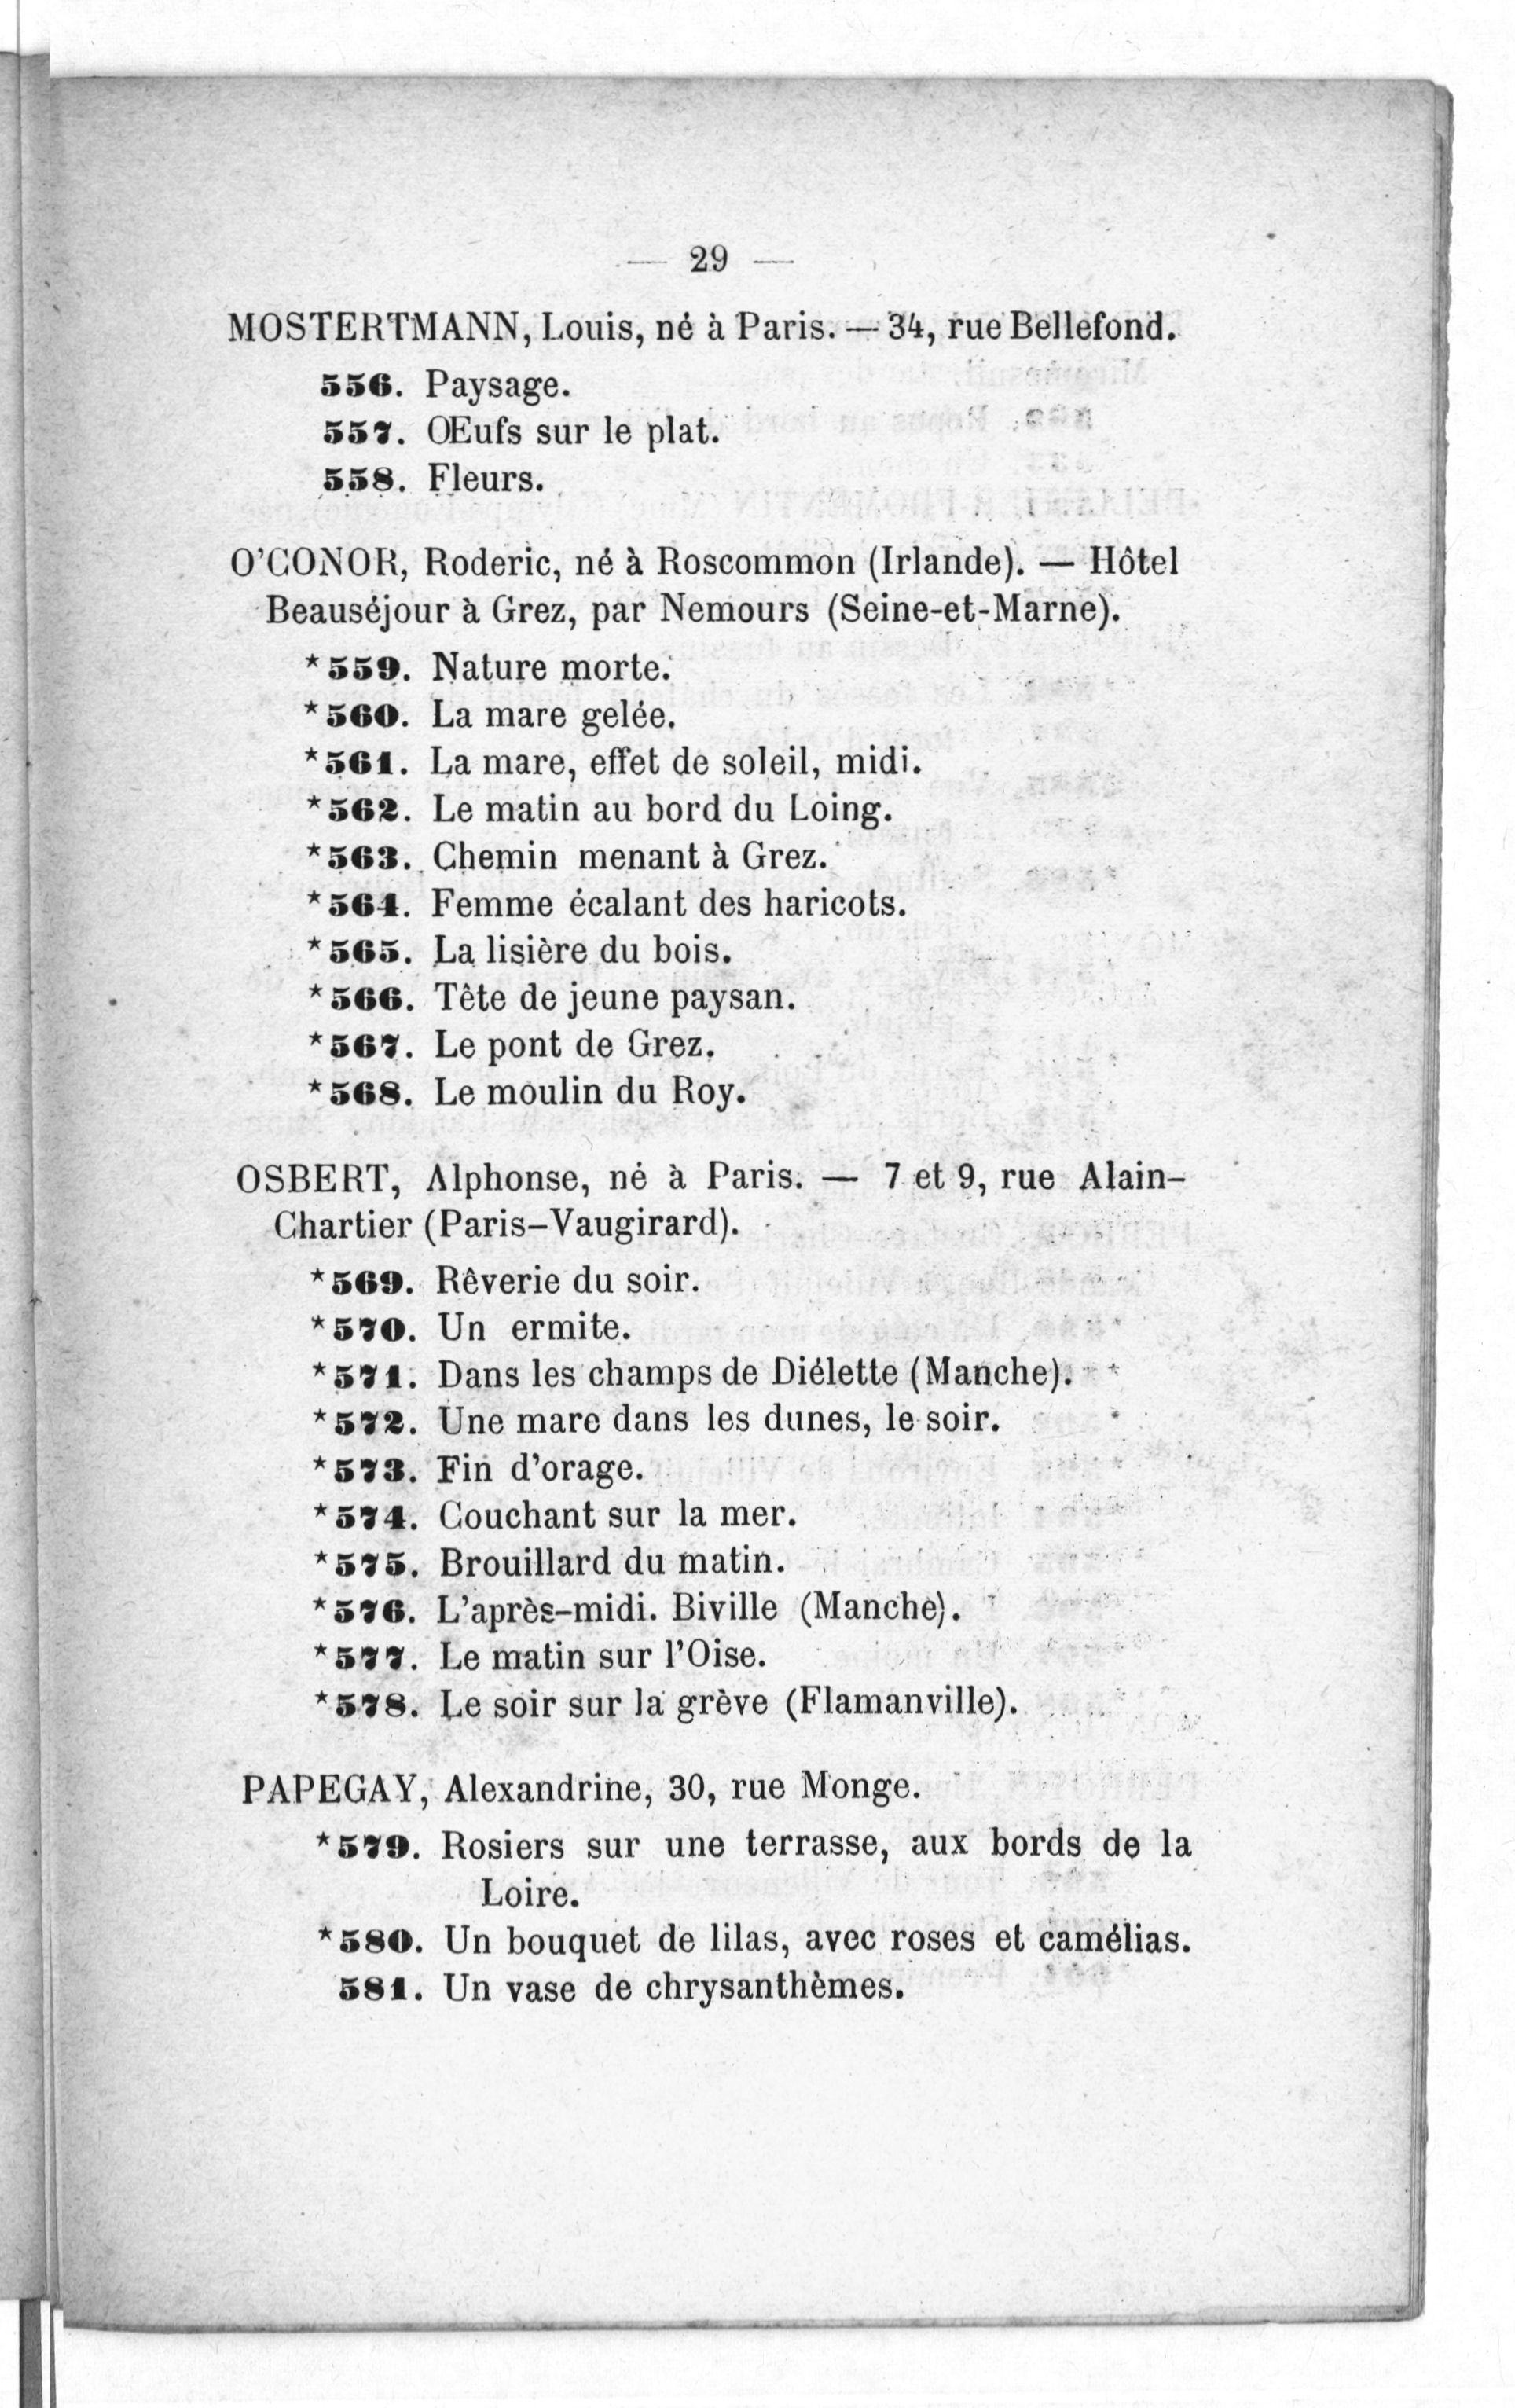 — 29 —
MOSTERTMANN, Louis, né à Paris. — 34, rue Bellefond.
556. Paysage.
557. Œufs sur le plat.
558. Fleurs.
O'CONOR, Roderic, né à Roscommon (Irlande). — Hôtel
Beauséjour à Grez, par Nemours (Seine-et-Marne).
*559. Nature morte.
*560. La mare gelée.
*561. La mare, effet de soleil, midi.
*562. Le matin au bord du Loing.
*563. Chemin menant à Grez.
*564. Femme écalant des haricots.
*565. La lisière du bois.
*566. Tête de jeune paysan.
*567. Le pont de Grez.
*568. Le moulin du Roy.
OSBERT, Alphonse, né à Paris. — 7 et 9, rue Alain-
Chartier (Paris-Vaugirard).
*569. Rêverie du soir.
*570. Un ermite.
*571. Dans les champs de Diélette (Manche).
*572. Une mare dans les dunes, le soir.
*573. Fin d'orage.
*574. Couchant sur la mer.
*575. Brouillard du matin.
*576. L'après-midi. Biville (Manche).
*577. Le matin sur l'Oise.
*578. Le soir sur la grève (Flamanville).
PAPEGAY, Alexandrine, 30, rue Monge.
*579. Rosiers sur une terrasse, aux bords de la
Loire.
*580. Un bouquet de lilas, avec roses et camélias.
581. Un vase de chrysanthèmes.